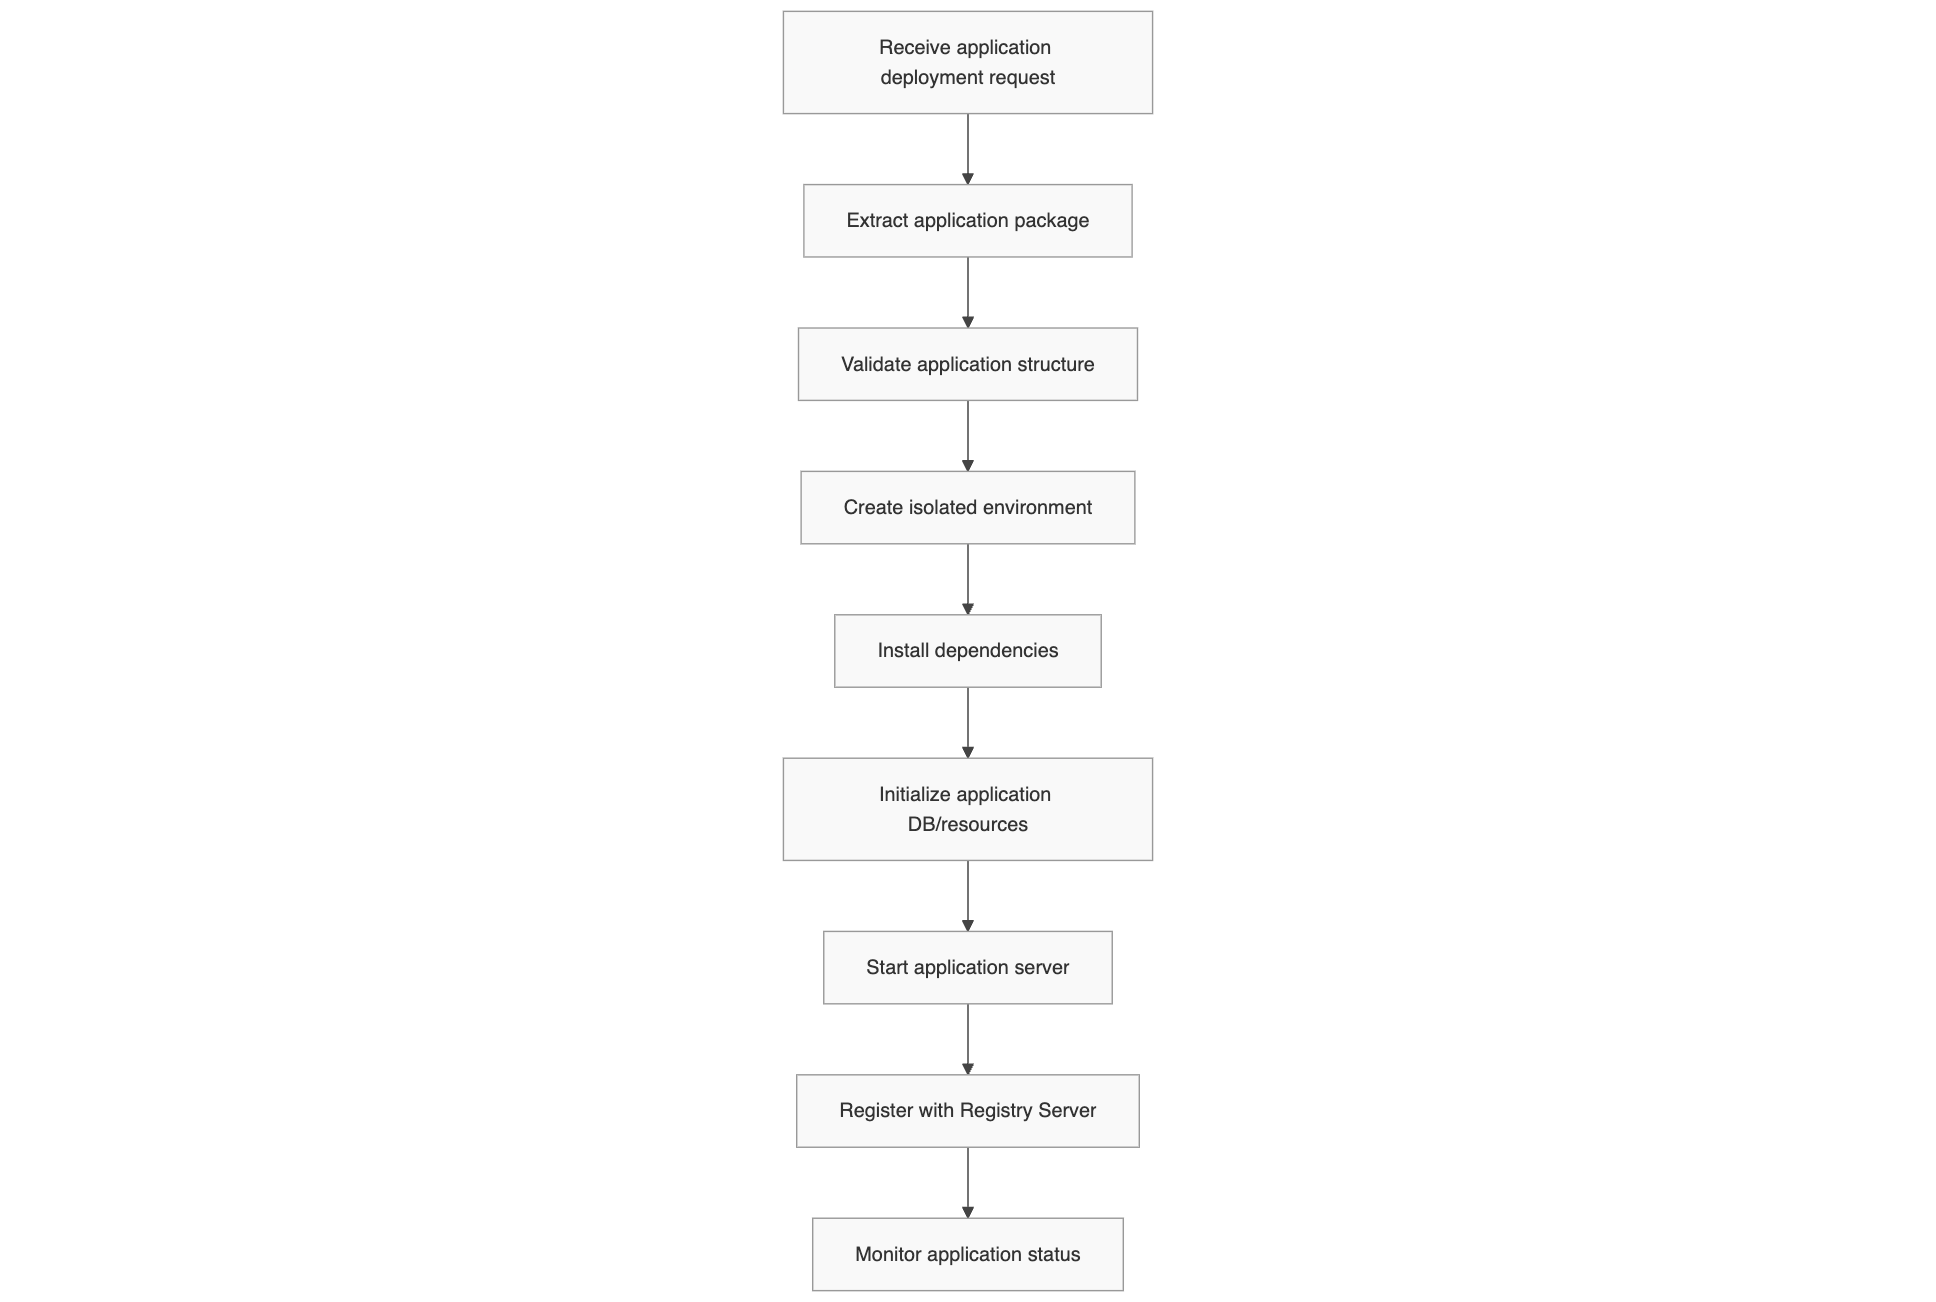 Receive application
deployment request
Extract application package
Validate application structure
Create isolated environment
Install dependencies
Initialize application
DB/resources
Start application server
Register with Registry Server
Monitor application status